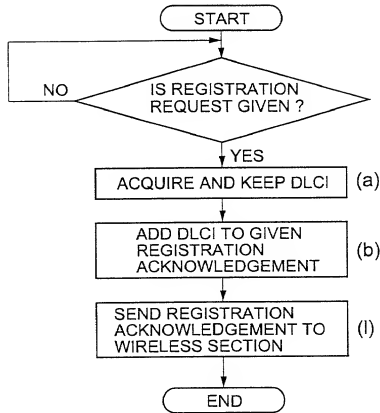 START
IS REGISTRATION
REQUEST GIVEN ?
NO
YES
ACQUIRE AND KEEP DLCI
(a)
ADD DLCI TO GIVEN
REGISTRATION
ACKNOWLEDGEMENT
(b)
SEND REGISTRATION
ACKNOWLEDGEMENT TO
WIRELESS SECTION
(l)
END